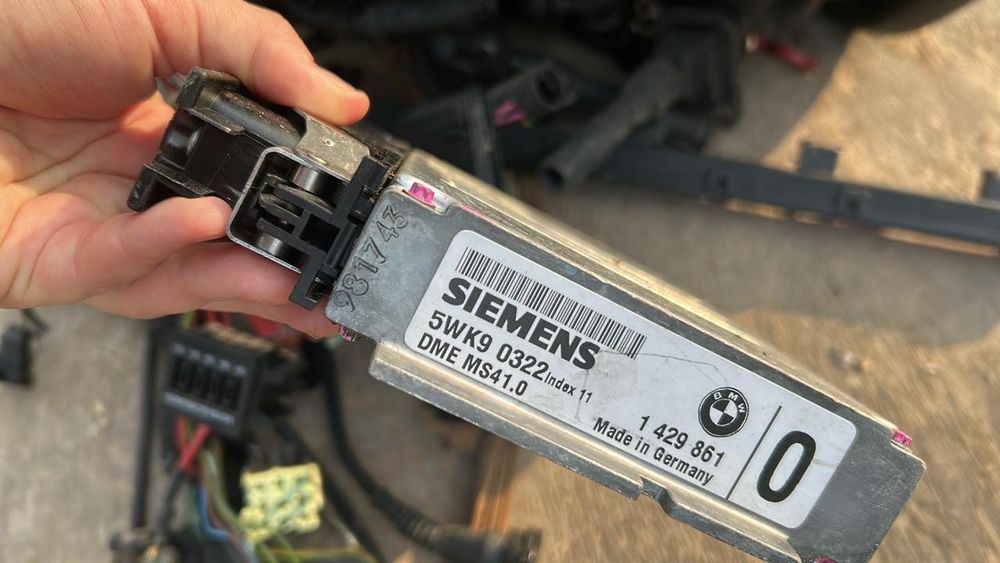 981743
SIEMENS
5WK9 0322 Index 11
DME MS41.0
BMW
1 429 861
Made in Germany
0